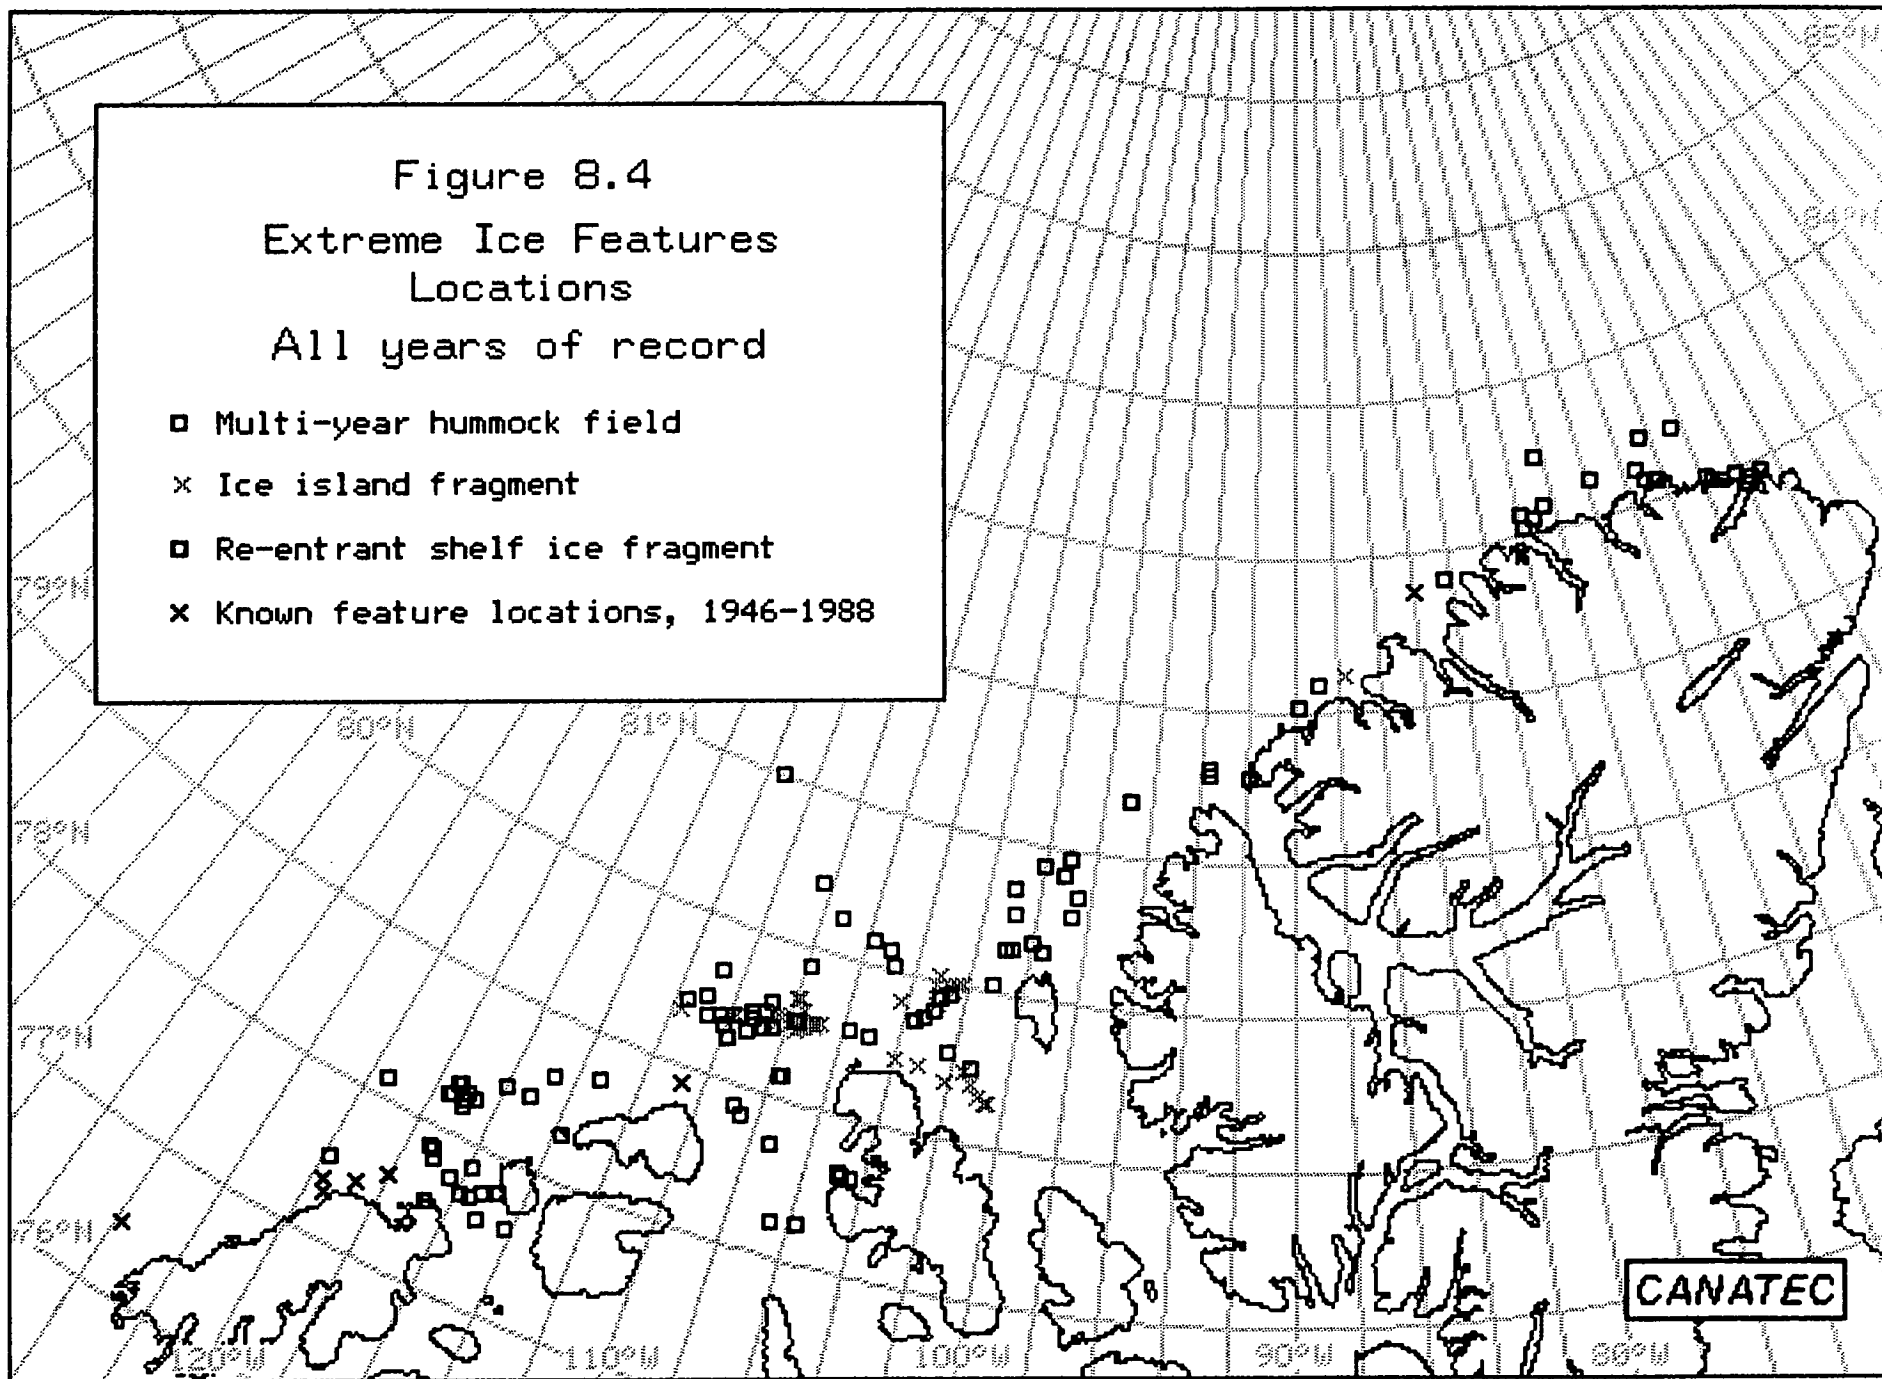 85°N
84°N
Figure 8.4
Extreme Ice Features
Locations
All years of record
Multi-year hummock field
Ice island fragment
Re-entrant shelf ice fragment
Known feature locations, 1946-1988
79°N
80°N
81°N
78°N
77°N
76°N
CANATEC
120°W
110°W
100°W
90°W
80°W